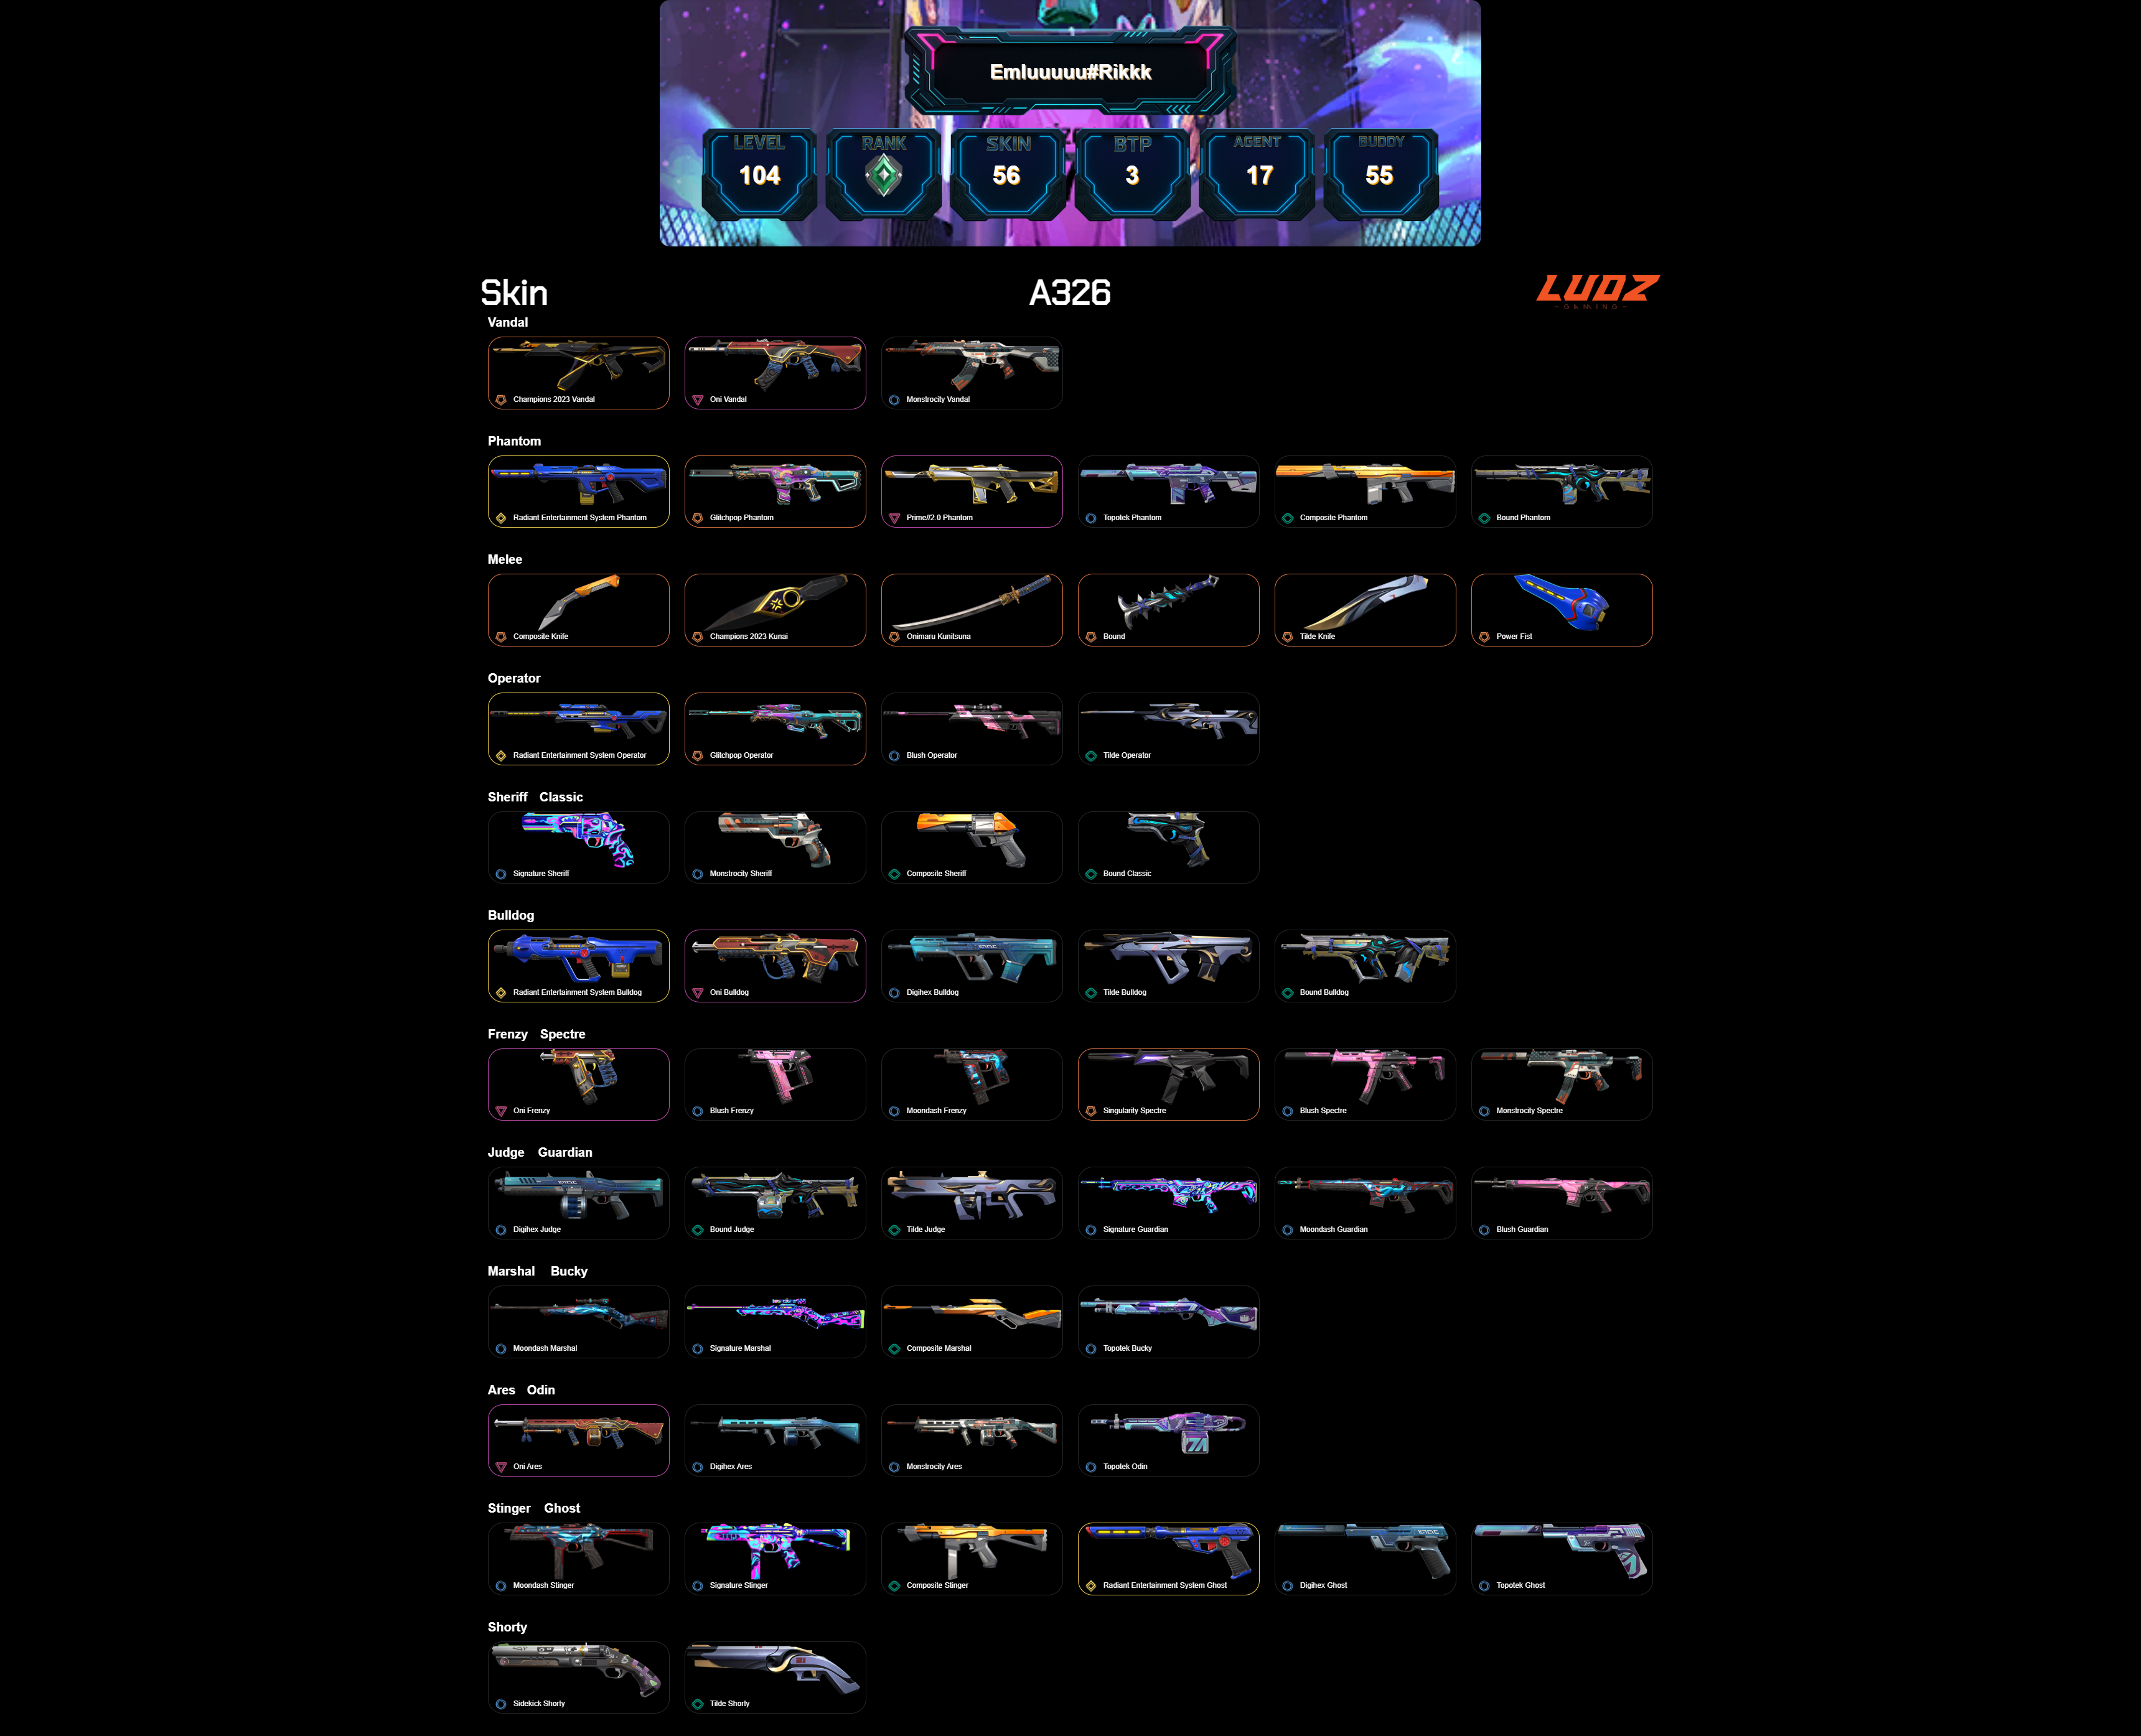 Emluuuuu#Rikkk
LEVEL RANK SKIN BTP AGENT BUDDY
104 56 3 17 55
Skin A326 LUOZ
GAMING
Vandal
Champions 2023 Vandal Oni Vandal Monstrocity Vandal
Phantom
Radiant Entertainment System Phantom Glitchpop Phantom Prime//2.0 Phantom Topotek Phantom Composite Phantom Bound Phantom
Melee
Composite Knife Champions 2023 Kunai Onimaru Kunitsuna Bound Tilde Knife Power Fist
Operator
Radiant Entertainment System Operator Glitchpop Operator Blush Operator Tilde Operator
Sheriff Classic
Signature Sheriff Monstrocity Sheriff Composite Sheriff Bound Classic
Bulldog
Radiant Entertainment System Bulldog Oni Bulldog Digihex Bulldog Tilde Bulldog Bound Bulldog
Frenzy Spectre
Oni Frenzy Blush Frenzy Moondash Frenzy Singularity Spectre Blush Spectre Monstrocity Spectre
Judge Guardian
Digihex Judge Bound Judge Tilde Judge Signature Guardian Moondash Guardian Blush Guardian
Marshal Bucky
Moondash Marshal Signature Marshal Composite Marshal Topotek Bucky
Ares Odin
Oni Ares Digihex Ares Monstrocity Ares Topotek Odin
Stinger Ghost
Moondash Stinger Signature Stinger Composite Stinger Radiant Entertainment System Ghost Digihex Ghost Topotek Ghost
Shorty
Sidekick Shorty Tilde Shorty